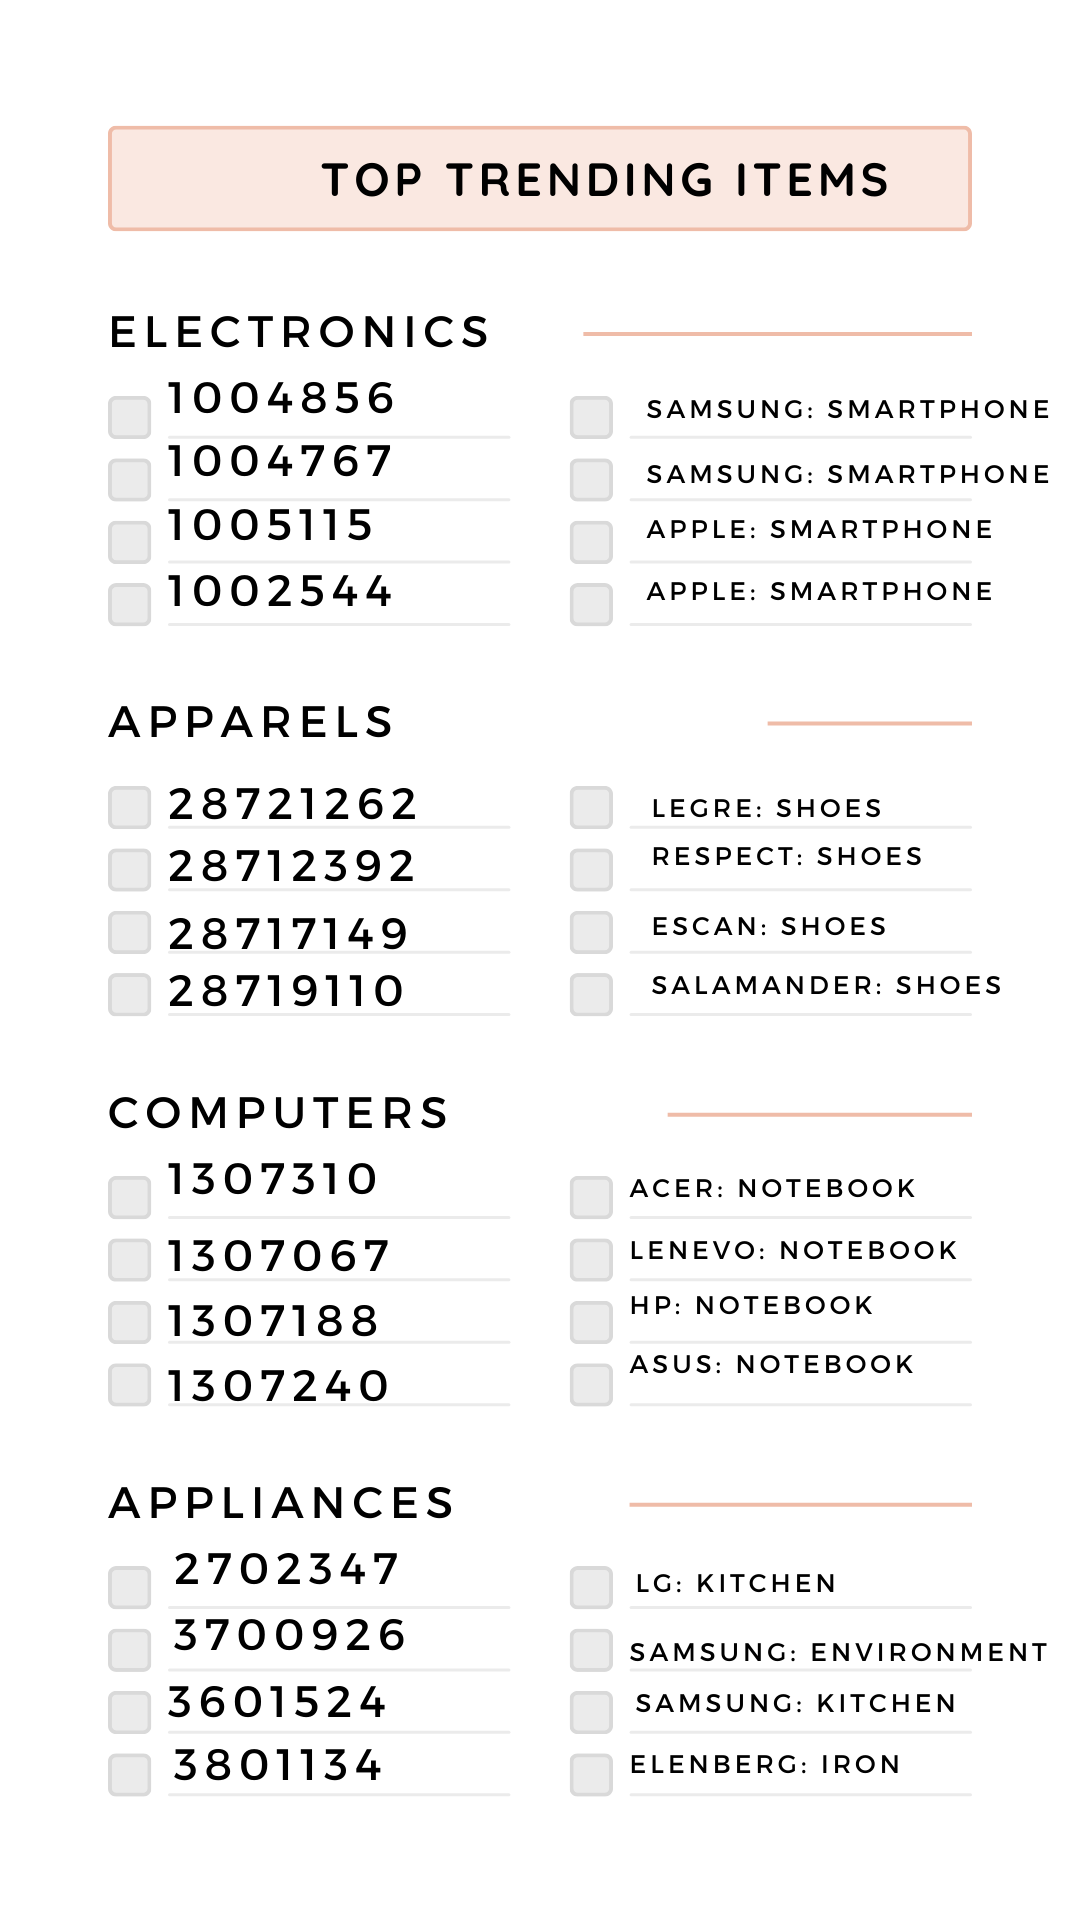 TOP TRENDING ITEMS
ELECTRONICS
1004856 SAMSUNG: SMARTPHONE
1004767 SAMSUNG: SMARTPHONE
1005115 APPLE: SMARTPHONE
1002544 APPLE: SMARTPHONE
APPARELS
28721262 LEGRE: SHOES
28712392 RESPECT: SHOES
28717149 ESCAN: SHOES
28719110 SALAMANDER: SHOES
COMPUTERS
1307310 ACER: NOTEBOOK
1307067 LENEVO: NOTEBOOK
1307188 HP: NOTEBOOK
1307240 ASUS: NOTEBOOK
APPLIANCES
2702347 LG: KITCHEN
3700926 SAMSUNG: ENVIRONMENT
3601524 SAMSUNG: KITCHEN
3801134 ELENBERG: IRON